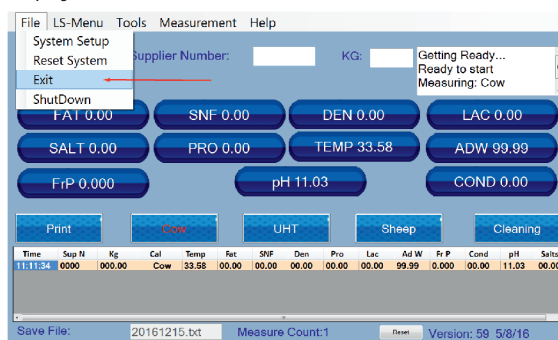 File LS-Menu Tools Measurement Help
System Setup
Reset System
Exit
ShutDown
Supplier Number: KG:
Getting Ready...
Ready to start
Measuring: Cow
FAT 0.00 SNF 0.00 DEN 0.00 LAC 0.00
SALT 0.00 PRO 0.00 TEMP 33.58 ADW 99.99
FrP 0.000 pH 11.03 COND 0.00
Print Cow UHT Sheep Cleaning
Time Sup N Kg Cal Temp Fat SNF Den Pro Lac Ad W Fr P Cond pH Salts
11:11:34 0000 000.00 Cow 33.58 00.00 00.00 00.00 00.00 00.00 99.99 0.000 00.00 11.03 00.00
Save File: 20161215.txt Measure Count:1 Reset Version: 59 5/8/16